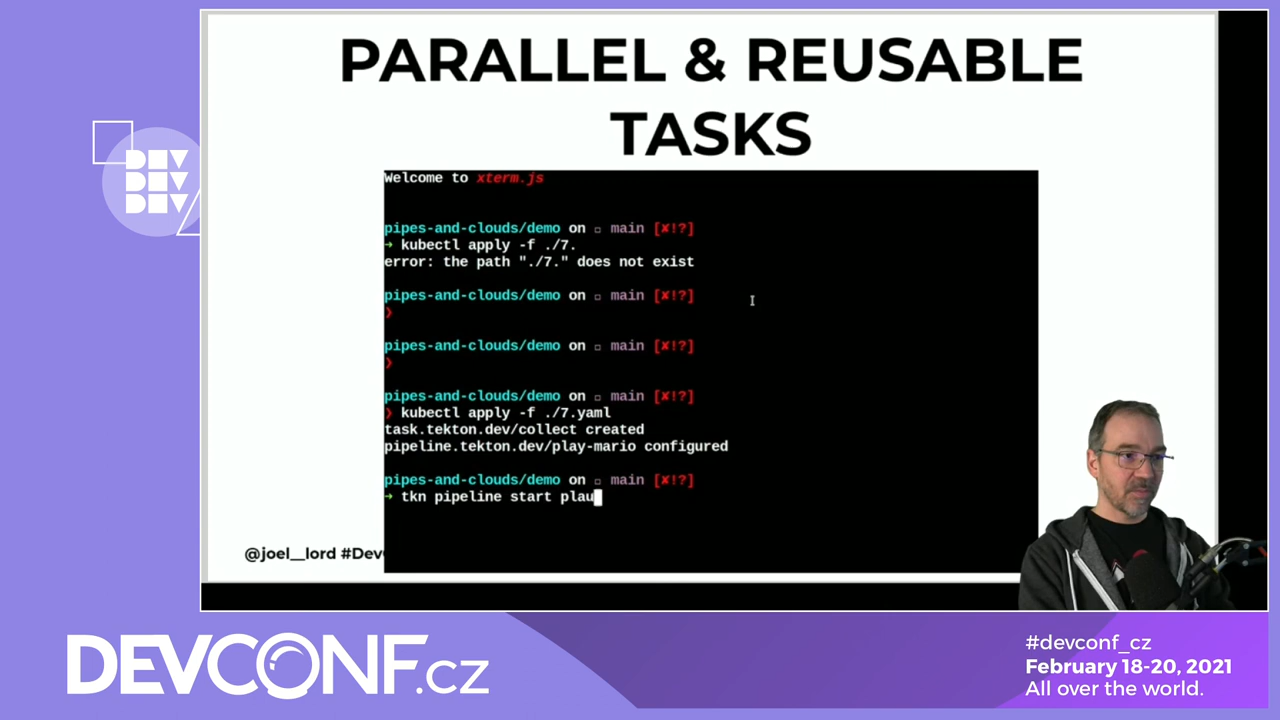 PARALLEL & REUSABLE
TASKS
DEV
DEV
DEV
Welcome to xterm.js
pipes-and-clouds/demo on main [✘!?]
➜ kubectl apply -f ./7.
error: the path "./7." does not exist
pipes-and-clouds/demo on main [✘!?]
❯
pipes-and-clouds/demo on main [✘!?]
❯
pipes-and-clouds/demo on main [✘!?]
❯ kubectl apply -f ./7.yaml
task.tekton.dev/collect created
pipeline.tekton.dev/play-mario configured
pipes-and-clouds/demo on main [✘!?]
➜ tkn pipeline start plau
@joel__lord #Dev
DEVCONF.cz
#devconf_cz
February 18-20, 2021
All over the world.